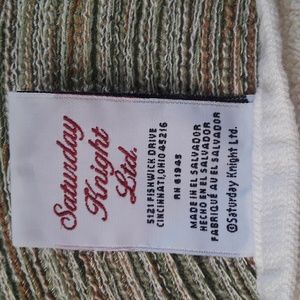 Saturday
Knight
Ltd.
5121 FISHWICK DRIVE
CINCINNATI, OHIO 45216
RN 61945
MADE IN EL SALVADOR
HECHO EN EL SALVADOR
FABRIQUÉ AU EL SALVADOR
©Saturday Knight Ltd.